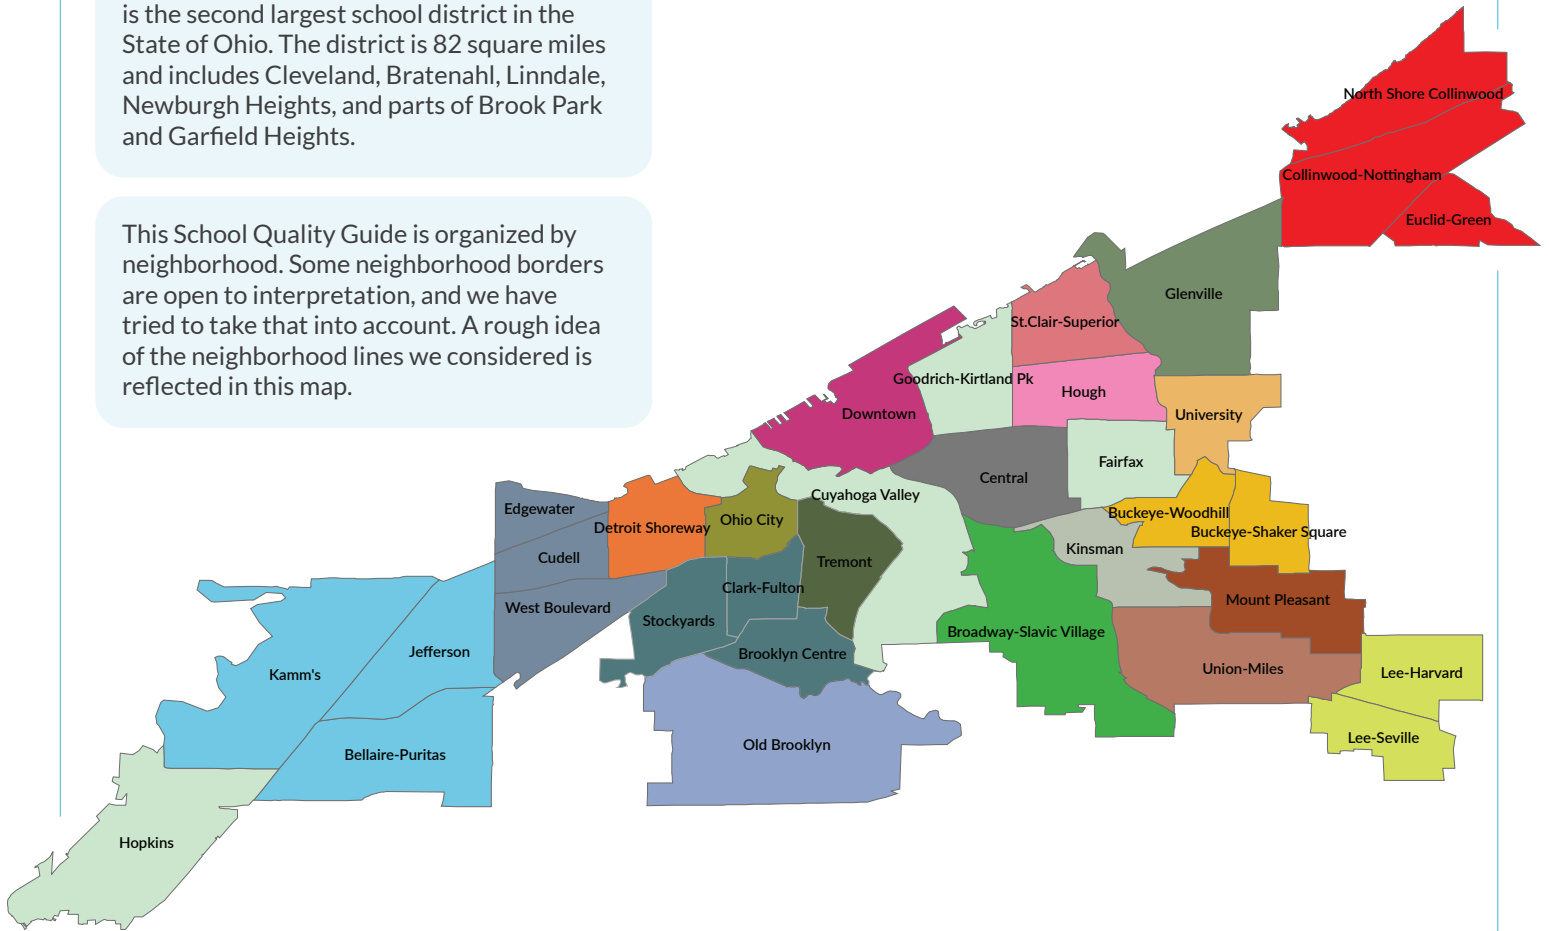 is the second largest school district in the
State of Ohio. The district is 82 square miles
and includes Cleveland, Bratenahl, Linndale,
Newburgh Heights, and parts of Brook Park
and Garfield Heights.
This School Quality Guide is organized by
neighborhood. Some neighborhood borders
are open to interpretation, and we have
tried to take that into account. A rough idea
of the neighborhood lines we considered is
reflected in this map.
North Shore Collinwood
Collinwood-Nottingham
Euclid-Green
Glenville
St.Clair-Superior
Goodrich-Kirtland Pk
Hough
Downtown
University
Fairfax
Central
Cuyahoga Valley
Edgewater
Detroit Shoreway
Ohio City
Buckeye-Woodhill
Buckeye-Shaker Square
Cudell
Tremont
Kinsman
Clark-Fulton
West Boulevard
Mount Pleasant
Stockyards
Broadway-Slavic Village
Jefferson
Brooklyn Centre
Kamm's
Union-Miles
Lee-Harvard
Lee-Seville
Old Brooklyn
Bellaire-Puritas
Hopkins